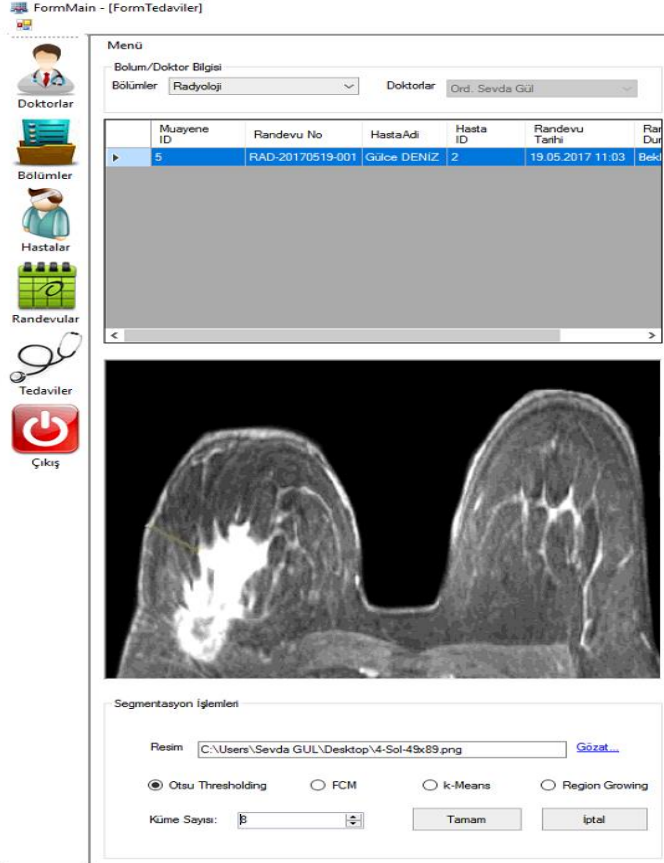 FormMain - [FormTedaviler]
Doktorlar
Bölümler
Hastalar
Randevular
Tedaviler
Çıkış
Menü
Bolum/Doktor Bilgisi
Bölümler Radyoloji Doktorlar Ord. Sevda Gül
Muayene ID Randevu No HastaAdi Hasta ID Randevu Tarihi Ran Dur
5 RAD-20170519-001 Gülce DENİZ 2 19.05.2017 11:03 Bekl
Segmentasyon İşlemleri
Resim C:\Users\Sevda GUL\Desktop\4-Sol-49x89.png Gözat...
Otsu Thresholding FCM k-Means Region Growing
Küme Sayısı: 8 Tamam İptal